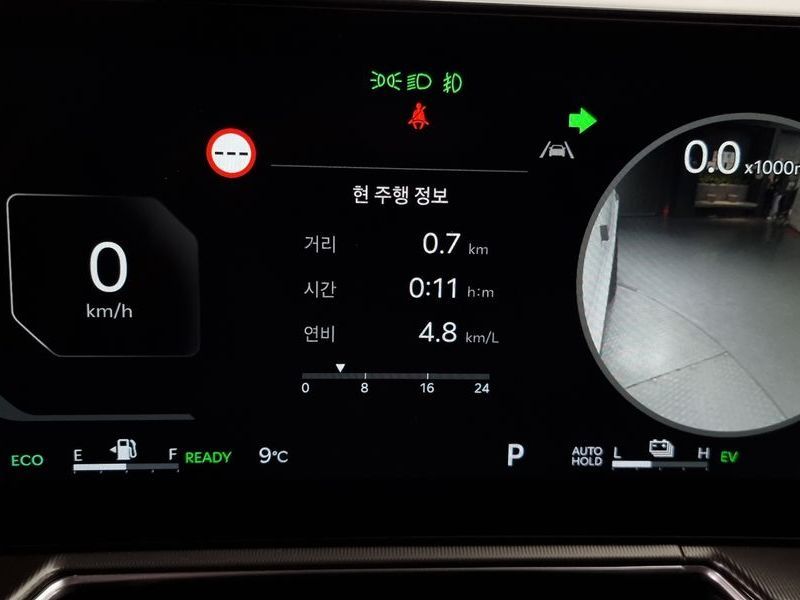 0.0 x1000r
현 주행 정보
거리 0.7 km
0
km/h
시간 0:11 h:m
연비 4.8 km/L
0 8 16 24
ECO E F READY 9°C P AUTO HOLD L H EV